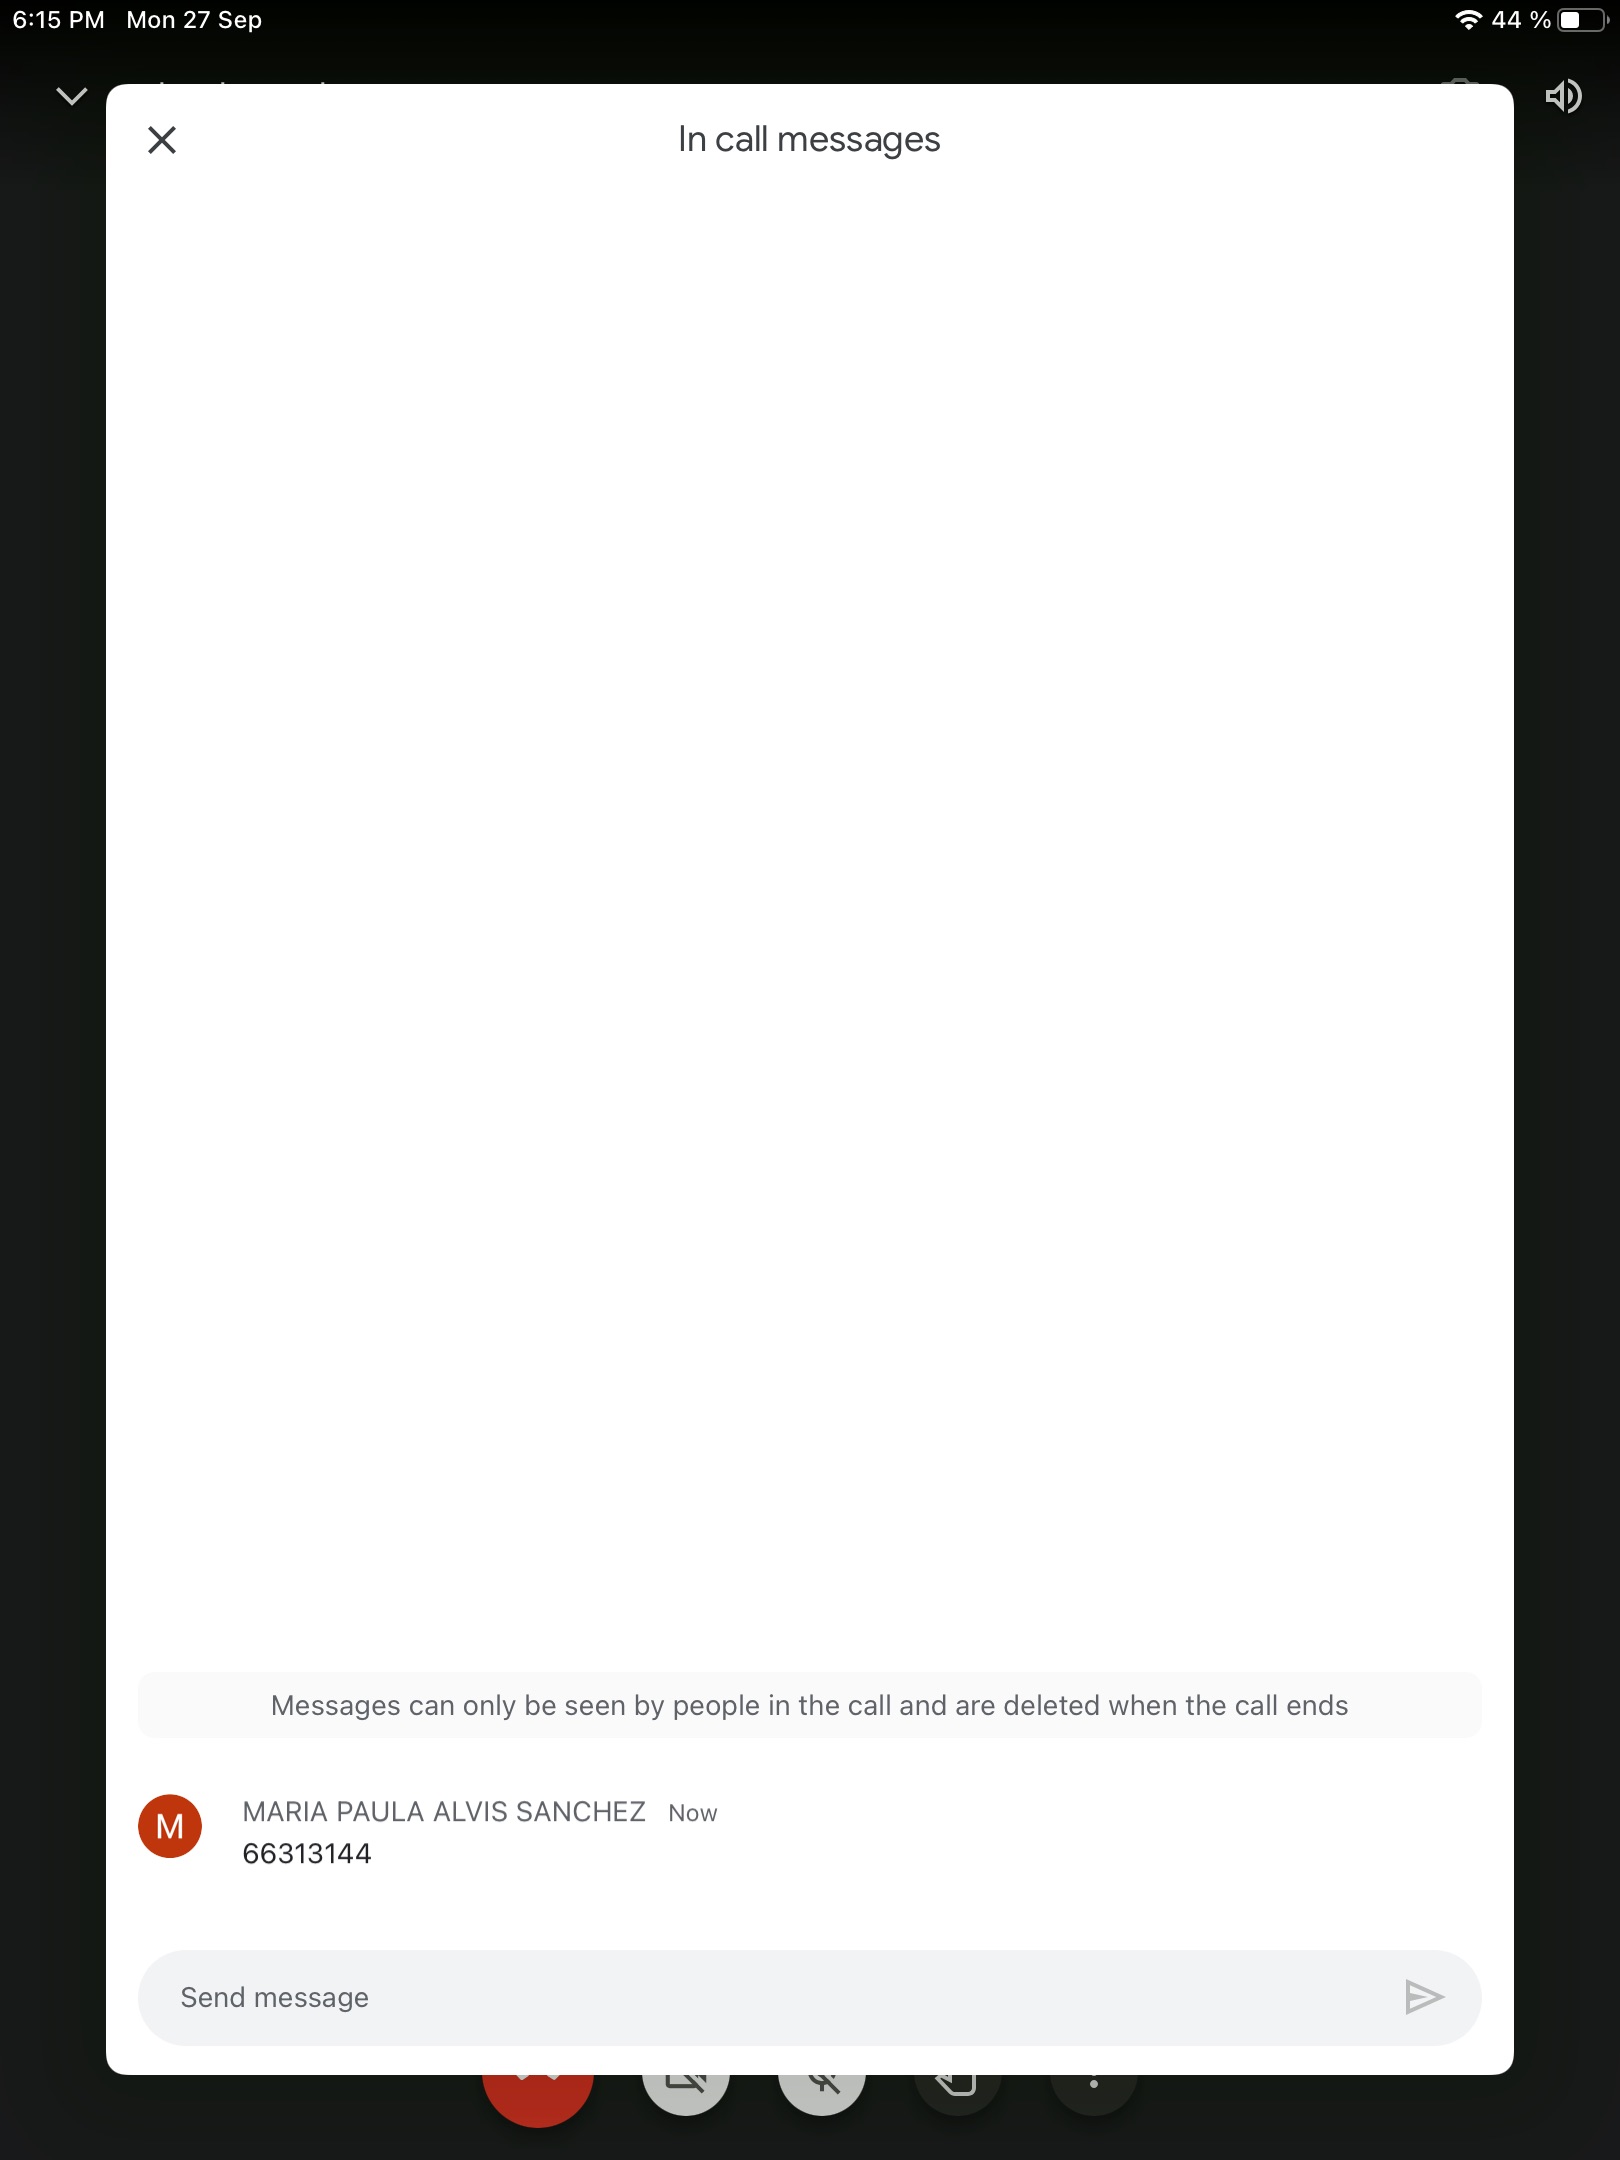 6:15 PM Mon 27 Sep
44 %
In call messages
Messages can only be seen by people in the call and are deleted when the call ends
M
MARIA PAULA ALVIS SANCHEZ Now
66313144
Send message